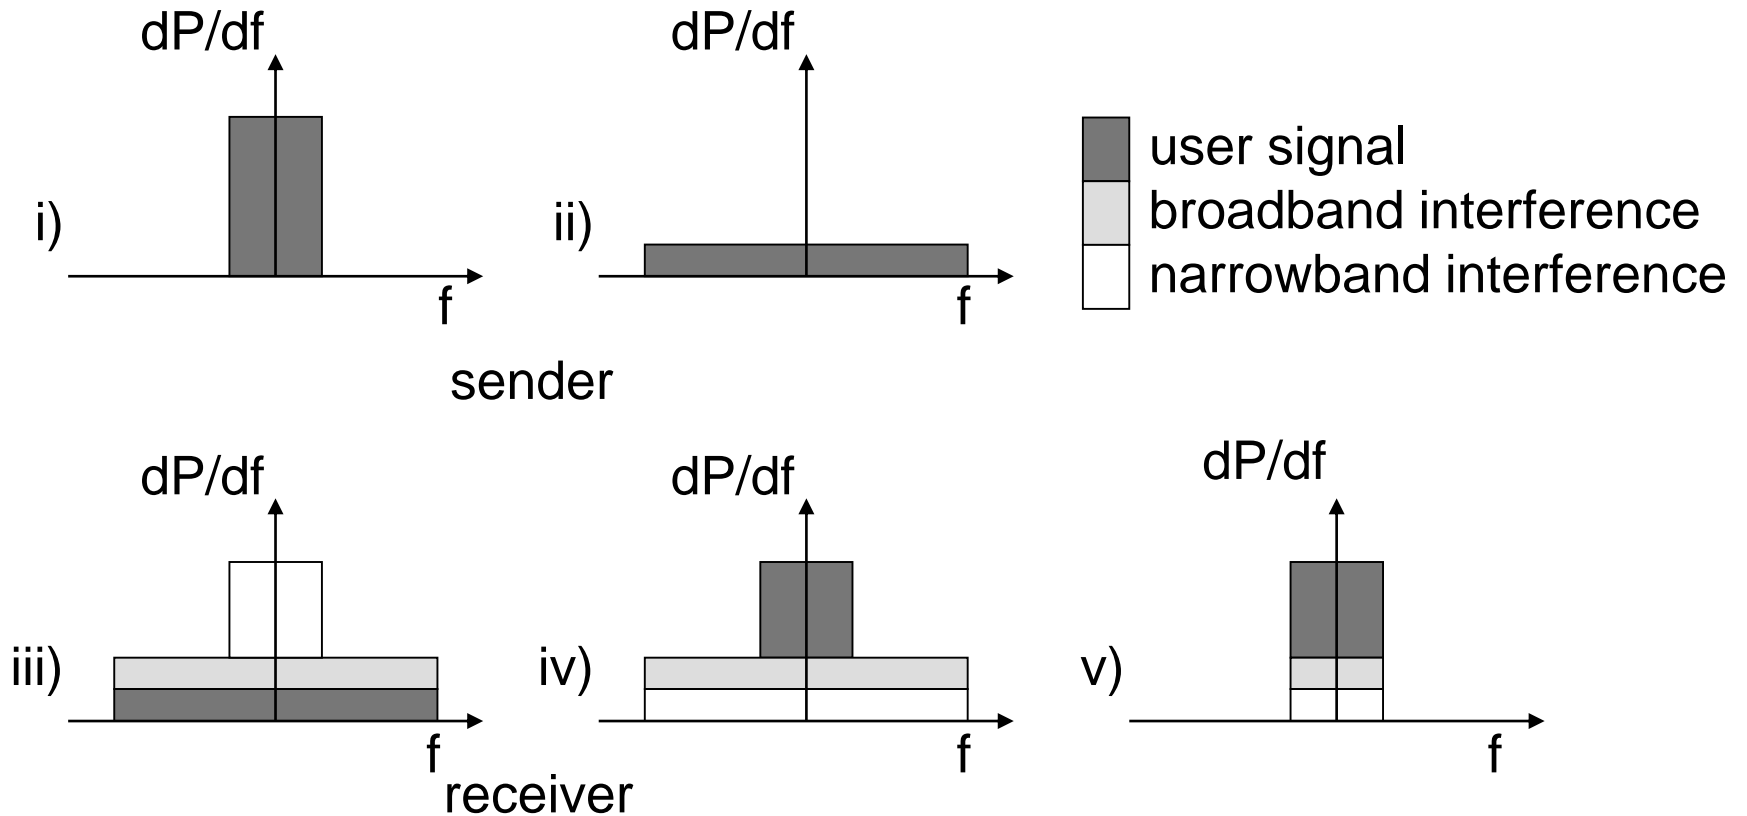 dP/df
dP/df
user signal
broadband interference
narrowband interference
i)
ii)
f
f
sender
dP/df
dP/df
dP/df
iii)
iv)
v)
f
f
f
receiver